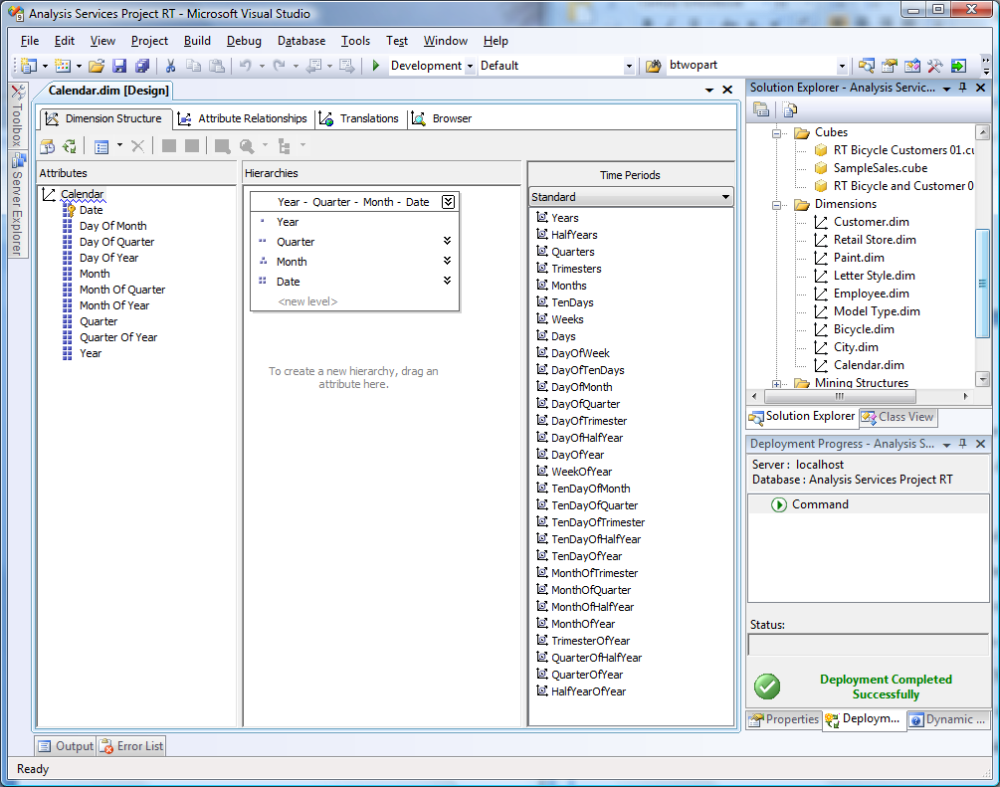 Analysis Services Project RT - Microsoft Visual Studio
File Edit View Project Build Debug Database Tools Test Window Help
Development Default btwopart
Toolbox
Server Explorer
Calendar.dim [Design]
Dimension Structure Attribute Relationships Translations Browser
Attributes
Calendar
Date
Day Of Month
Day Of Quarter
Day Of Year
Month
Month Of Quarter
Month Of Year
Quarter
Quarter Of Year
Year
Hierarchies
Year - Quarter - Month - Date
Year
Quarter
Month
Date
<new level>
To create a new hierarchy, drag an
attribute here.
Time Periods
Standard
Years
HalfYears
Quarters
Trimesters
Months
TenDays
Weeks
Days
DayOfWeek
DayOfTenDays
DayOfMonth
DayOfQuarter
DayOfTrimester
DayOfHalfYear
DayOfYear
WeekOfYear
TenDayOfMonth
TenDayOfQuarter
TenDayOfTrimester
TenDayOfHalfYear
TenDayOfYear
MonthOfTrimester
MonthOfQuarter
MonthOfHalfYear
MonthOfYear
TrimesterOfYear
QuarterOfHalfYear
QuarterOfYear
HalfYearOfYear
Solution Explorer - Analysis Servic...
Cubes
RT Bicycle Customers 01.cu
SampleSales.cube
RT Bicycle and Customer 0
Dimensions
Customer.dim
Retail Store.dim
Paint.dim
Letter Style.dim
Employee.dim
Model Type.dim
Bicycle.dim
City.dim
Calendar.dim
Mining Structures
Solution Explorer Class View
Deployment Progress - Analysis S...
Server : localhost
Database : Analysis Services Project RT
Command
Status:
Deployment Completed
Successfully
Properties Deploym... Dynamic ...
Output Error List
Ready